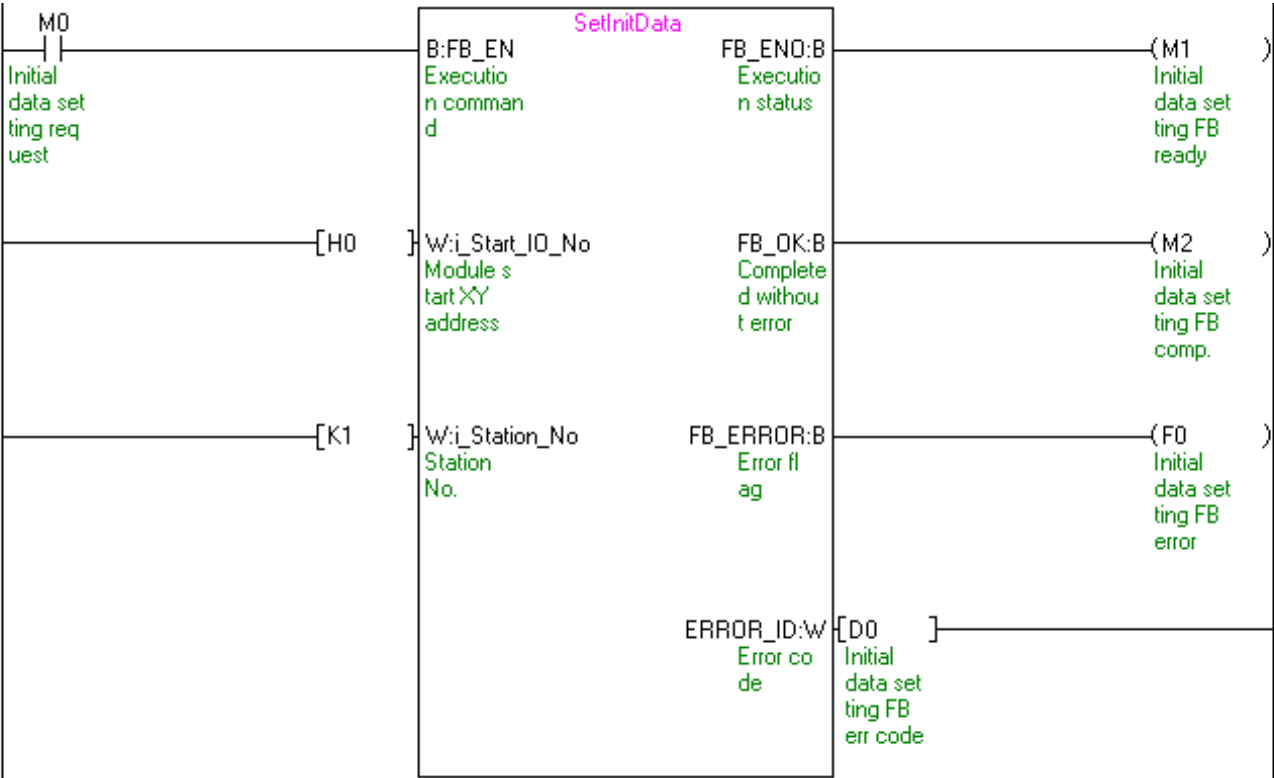 M0
SetInitData
B:FB_EN
FB_ENO:B
(M1 )
Initial
data set
ting req
uest
Executio
n comman
d
Executio
n status
Initial
data set
ting FB
ready
[H0 ]
W:i_Start_IO_No
FB_OK:B
(M2 )
Module s
tart XY
address
Complete
d withou
t error
Initial
data set
ting FB
comp.
[K1 ]
W:i_Station_No
FB_ERROR:B
(F0 )
Station
No.
Error fl
ag
Initial
data set
ting FB
error
ERROR_ID:W
[D0 ]
Error co
de
Initial
data set
ting FB
err code